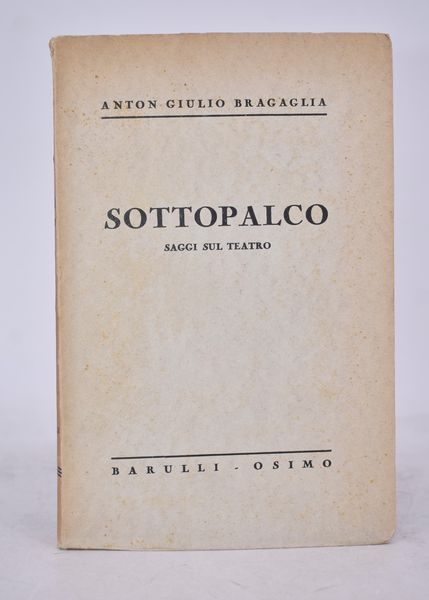 ANTON GIULIO BRAGAGLIA
SOTTOPALCO
SAGGI SUL TEATRO
BARULLI - OSIMO